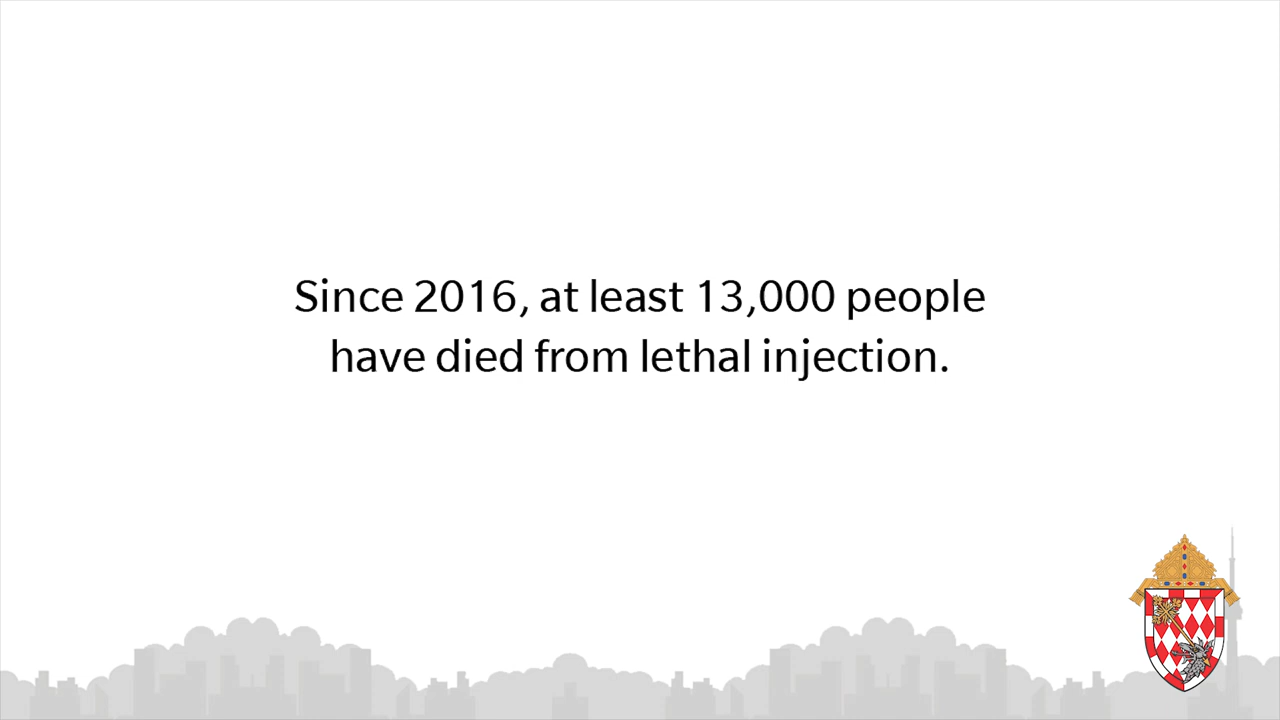 Since 2016, at least 13,000 people
have died from lethal injection.